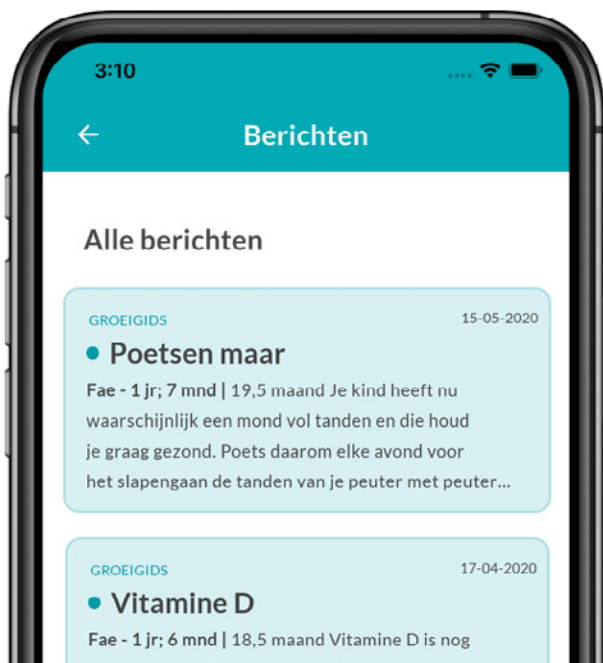 3:10
Berichten
Alle berichten
GROEIGIDS
15-05-2020
Poetsen maar
Fae - 1 jr; 7 mnd | 19,5 maand Je kind heeft nu
waarschijnlijk een mond vol tanden en die houd
je graag gezond. Poets daarom elke avond voor
het slapengaan de tanden van je peuter met peuter...
GROEIGIDS
17-04-2020
Vitamine D
Fae - 1 jr; 6 mnd | 18,5 maand Vitamine D is nog